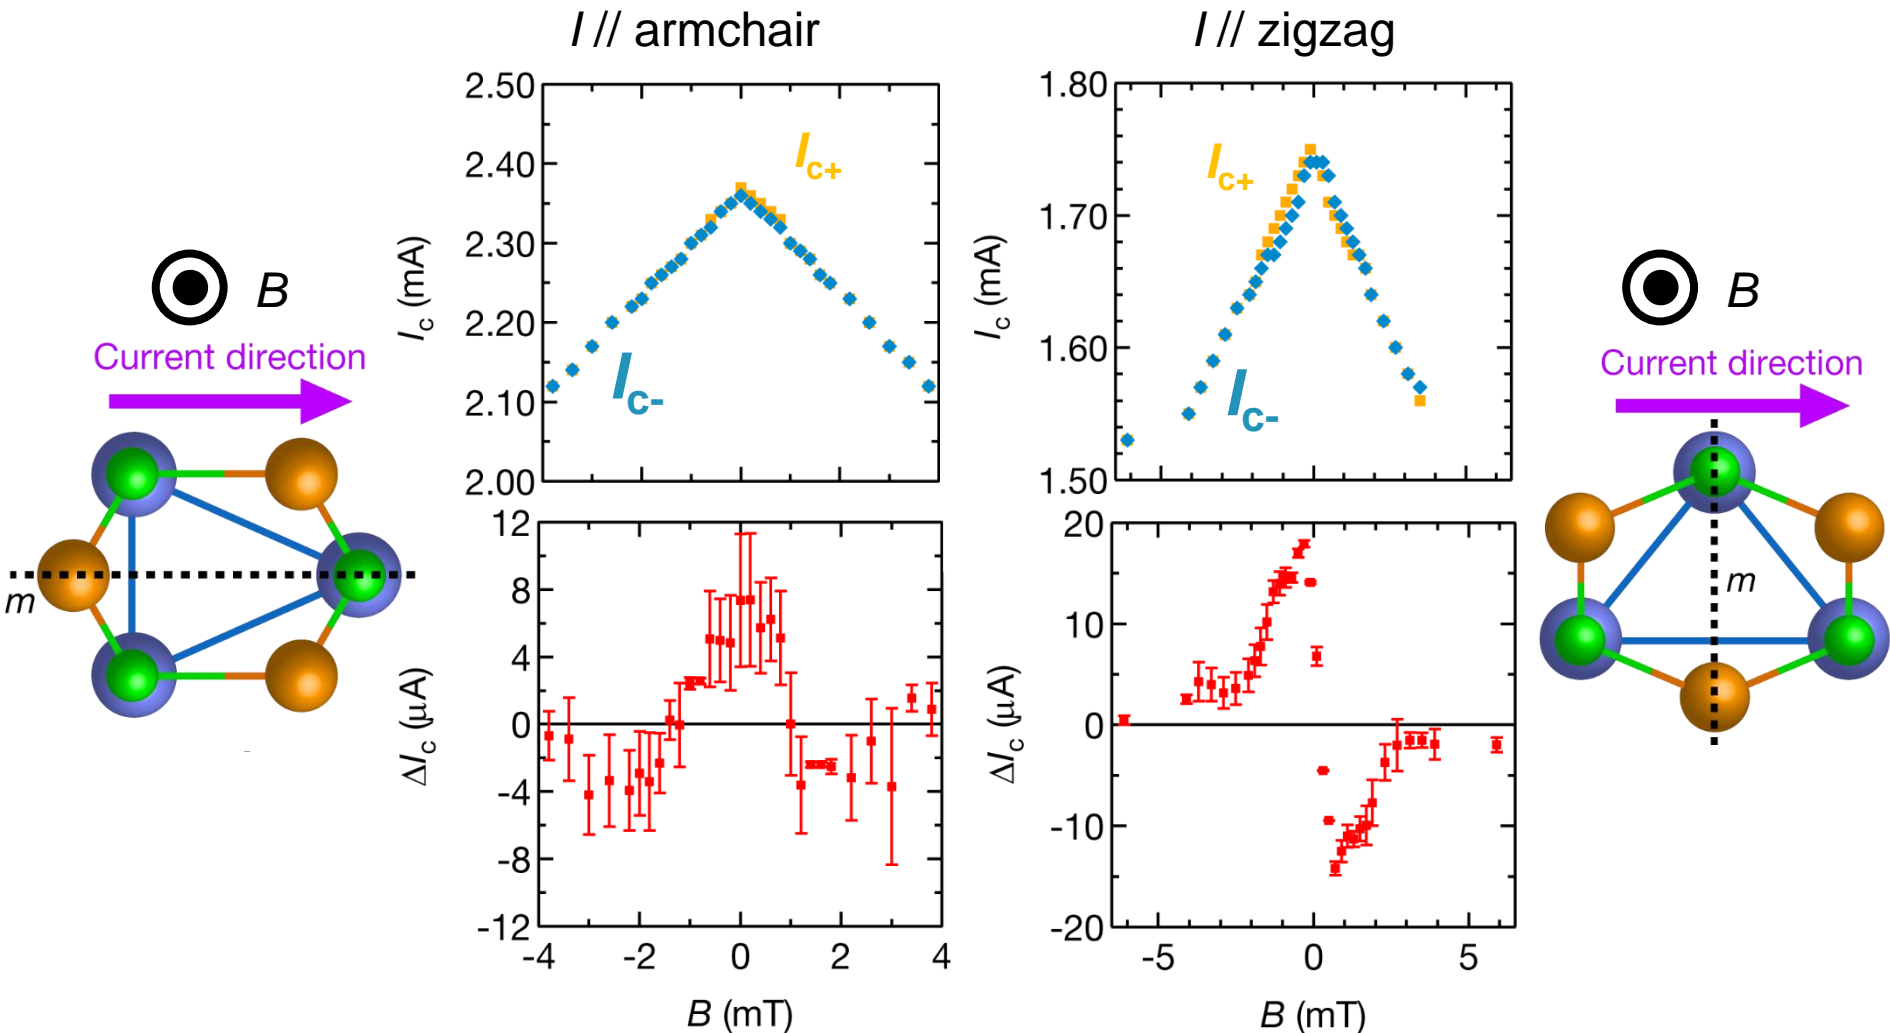 I // armchair
I // zigzag
2.50
2.40
2.30
2.20
2.10
2.00
Ic (mA)
Ic+
Ic-
1.80
1.70
1.60
1.50
Ic (mA)
Ic+
Ic-
B
Current direction
m
B
Current direction
m
12
8
4
0
-4
-8
-12
ΔIc (μA)
-4 -2 0 2 4
B (mT)
20
10
0
-10
-20
ΔIc (μA)
-5 0 5
B (mT)